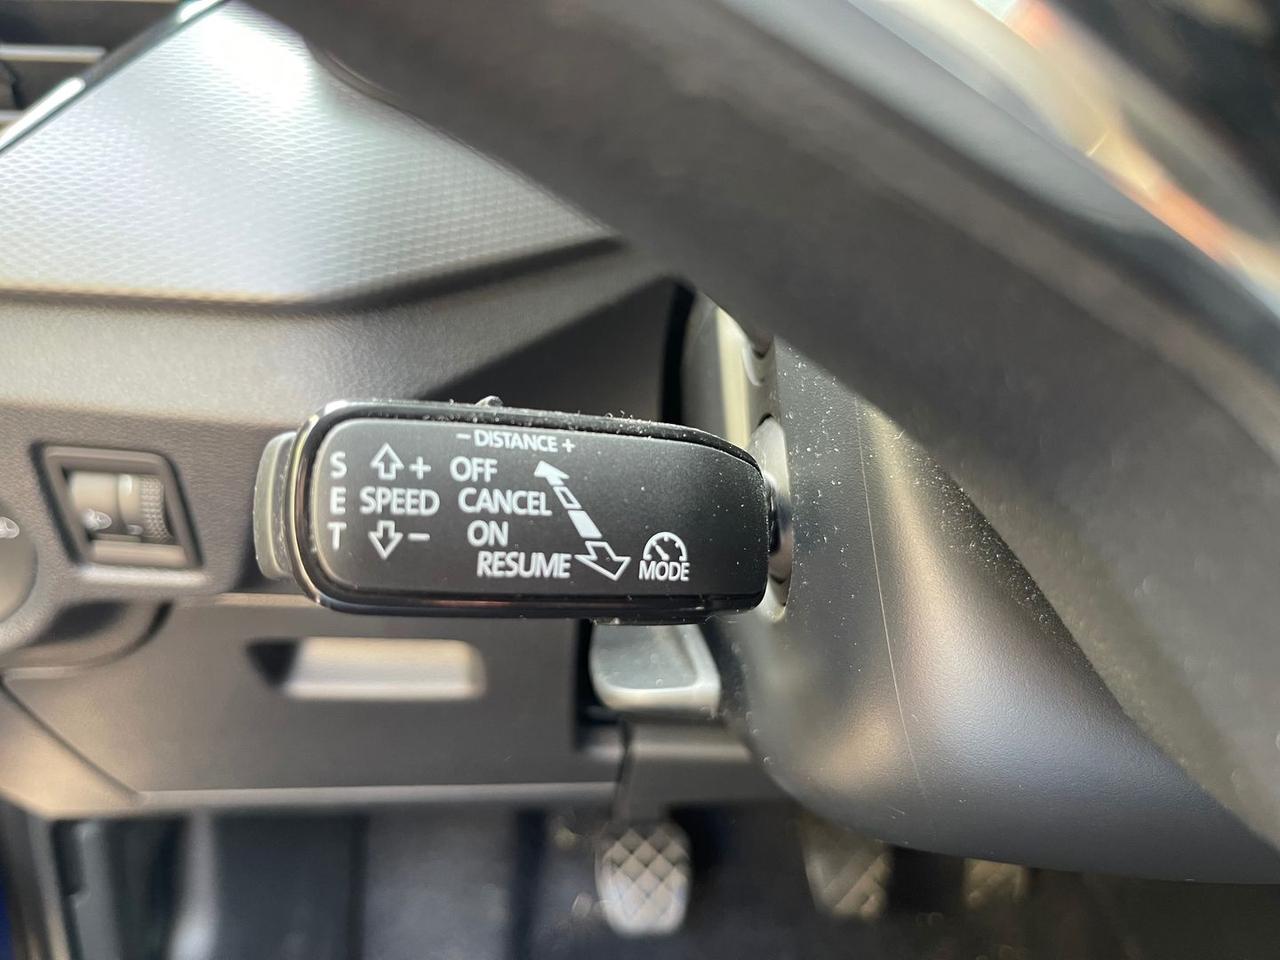 - DISTANCE +
S + OFF
E SPEED CANCEL
T - ON
RESUME MODE